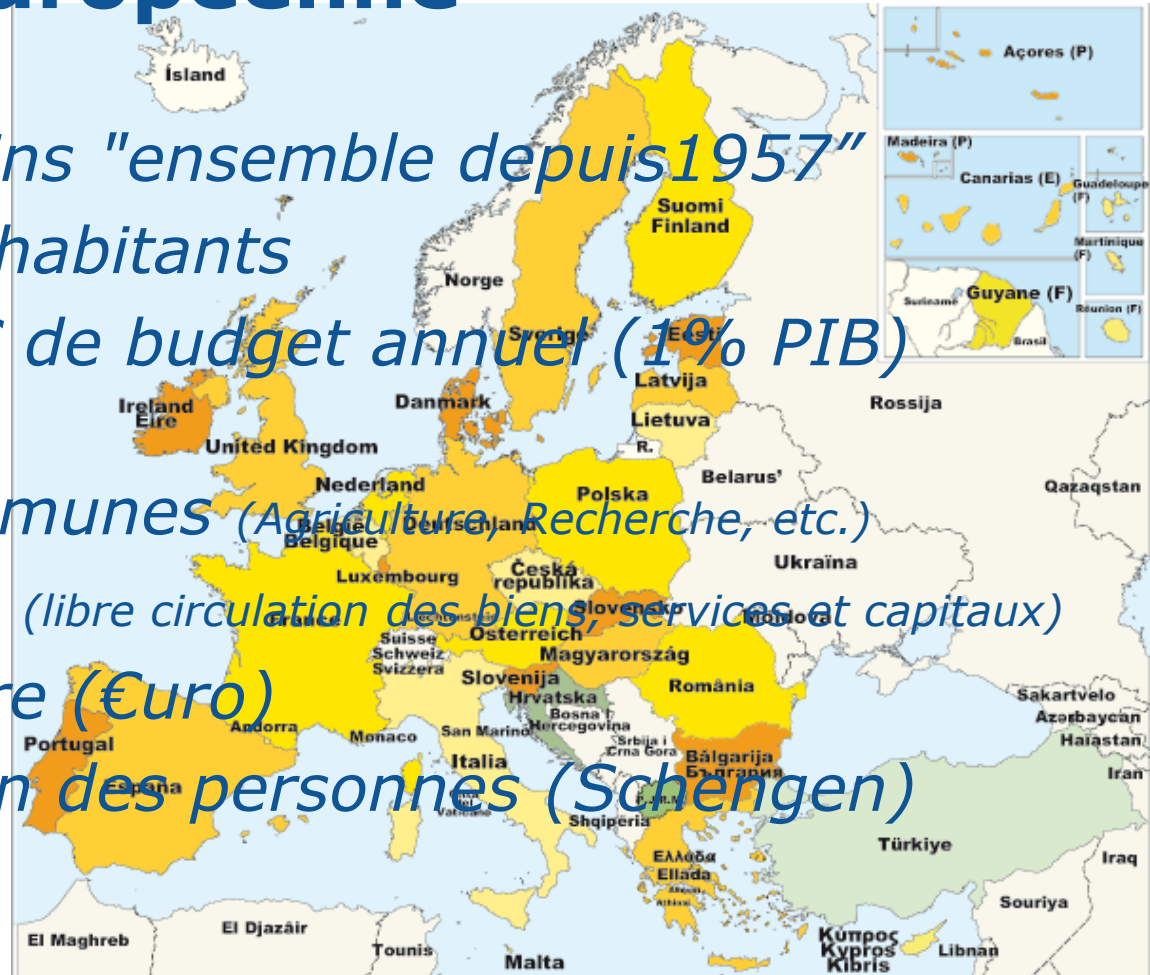 uropéenne
Ísland
Açores (P)
ns "ensemble depuis1957”
Madeira (P)
Canarias (E)
Guadeloupe
(F)
Suomi
Finland
habitants
Martinique
(F)
Norge
Guyane (F)
Suriname
Réunion (F)
Brasil
de budget annuel (1% PIB)
Sverige
Eesti
Latvija
Danmark
Rossija
Ireland
Éire
Lietuva
United Kingdom
R.
Belarus’
Nederland
Polska
Qazaqstan
munes (Agriculture, Recherche, etc.)
België
Belgique
Deutschland
Ukraïna
Luxembourg
Česká
republika
(libre circulation des biens, services et capitaux)
France
Liechtenstein
Slovensko
Moldova
Suisse
Schweiz
Svizzera
Österreich
Magyarország
Slovenija
România
re (€uro)
Hrvatska
Sakartvelo
Bosna i
Hercegovina
Azərbaycan
Andorra
Monaco
San Marino
Srbija i
Crna Gora
Haïastan
Portugal
Italia
Bălgarija
България
Iran
n des personnes (Schengen)
España
Città
del
Vaticano
F.Y.R.M.
Shqipëria
Türkiye
Ελλάδα
Ellada
Iraq
Souriya
El Maghreb
El Djazâir
Tounis
Malta
Κύπρος
Kypros
Kibris
Libnan